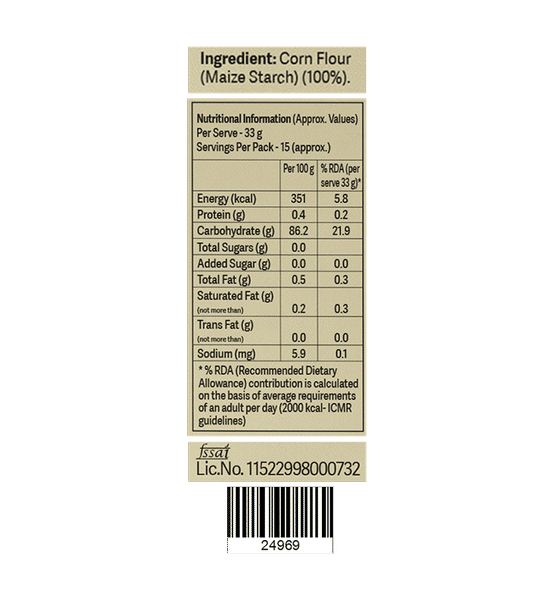 Ingredient: Corn Flour
(Maize Starch) (100%).
Nutritional Information (Approx. Values)
Per Serve - 33 g
Servings Per Pack - 15 (approx.)
Per 100 g % RDA (per
serve 33 g)*
Energy (kcal) 351 5.8
Protein (g) 0.4 0.2
Carbohydrate (g) 86.2 21.9
Total Sugars (g) 0.0
Added Sugar (g) 0.0 0.0
Total Fat (g) 0.5 0.3
Saturated Fat (g)
(not more than) 0.2 0.3
Trans Fat (g)
(not more than) 0.0 0.0
Sodium (mg) 5.9 0.1
* % RDA (Recommended Dietary
Allowance) contribution is calculated
on the basis of average requirements
of an adult per day (2000 kcal- ICMR
guidelines)
fssai
Lic.No. 11522998000732
24969